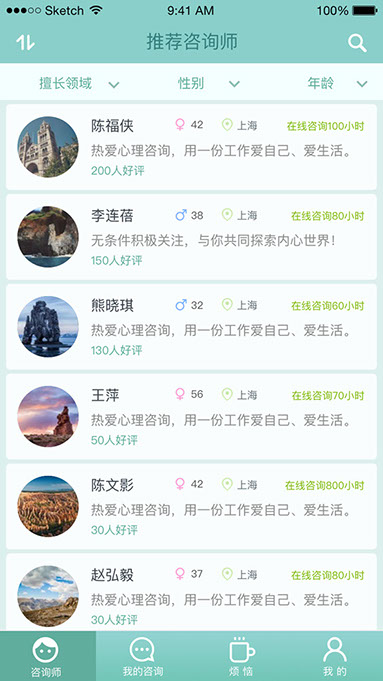 Sketch 9:41 AM 100%
推荐咨询师
擅长领域 性别 年龄
陈福侠 42 上海 在线咨询100小时
热爱心理咨询，用一份工作爱自己、爱生活。
200人好评
李连蓓 38 上海 在线咨询80小时
无条件积极关注，与你共同探索内心世界！
150人好评
熊晓琪 32 上海 在线咨询60小时
热爱心理咨询，用一份工作爱自己、爱生活。
130人好评
王萍 56 上海 在线咨询70小时
热爱心理咨询，用一份工作爱自己、爱生活。
50人好评
陈文影 42 上海 在线咨询800小时
热爱心理咨询，用一份工作爱自己、爱生活。
30人好评
赵弘毅 37 上海 在线咨询80小时
热爱心理咨询，用一份工作爱自己、爱生活。
30人好评
咨询师 我的咨询 烦恼 我的